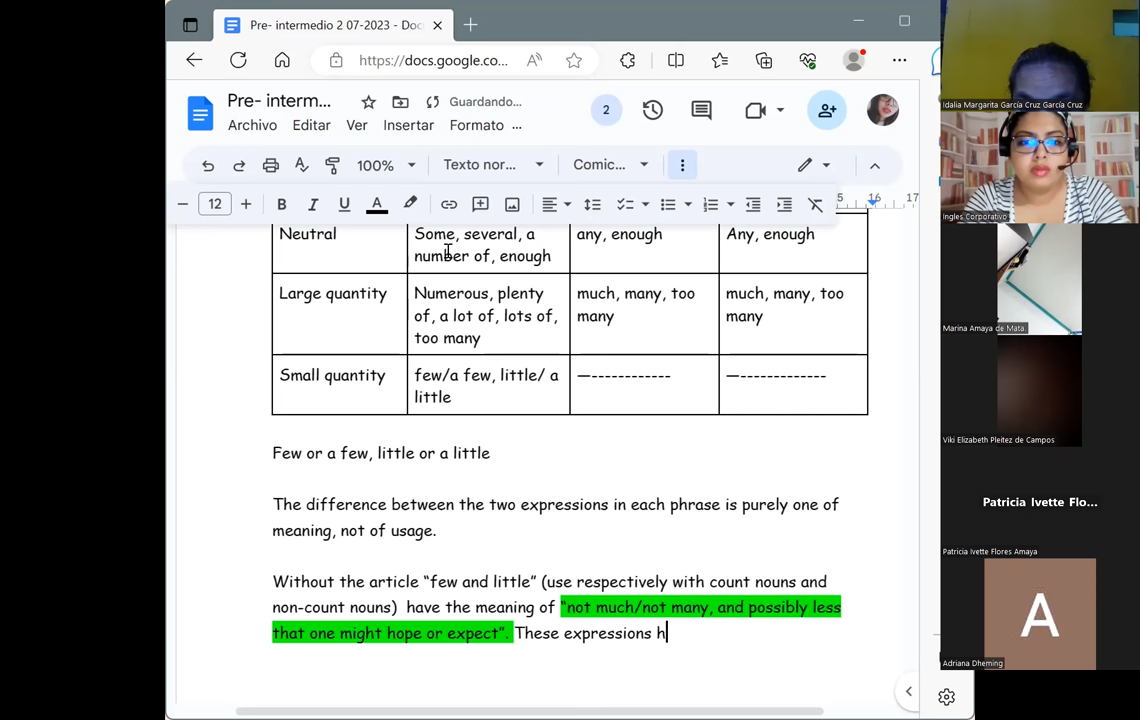 Pre- intermedio 2 07-2023 - Doc
https://docs.google.co...
Pre- interm...
Guardando...
2
Archivo Editar Ver Insertar Formato ...
100% Texto nor... Comic...
12
16 17
Neutral
Some, several, a
number of, enough
any, enough
Any, enough
Large quantity
Numerous, plenty
of, a lot of, lots of,
too many
much, many, too
many
much, many, too
many
Small quantity
few/a few, little/ a
little
—------------
—-------------
Few or a few, little or a little
The difference between the two expressions in each phrase is purely one of
meaning, not of usage.
Without the article “few and little” (use respectively with count nouns and
non-count nouns)  have the meaning of “not much/not many, and possibly less
that one might hope or expect”. These expressions h
Idalia Margarita García Cruz García Cruz
Ingles Corporativo
Marina Amaya de Mata.
Viki Elizabeth Pleitez de Campos
Patricia Ivette Flo...
Patricia Ivette Flores Amaya
A
Adriana Dheming